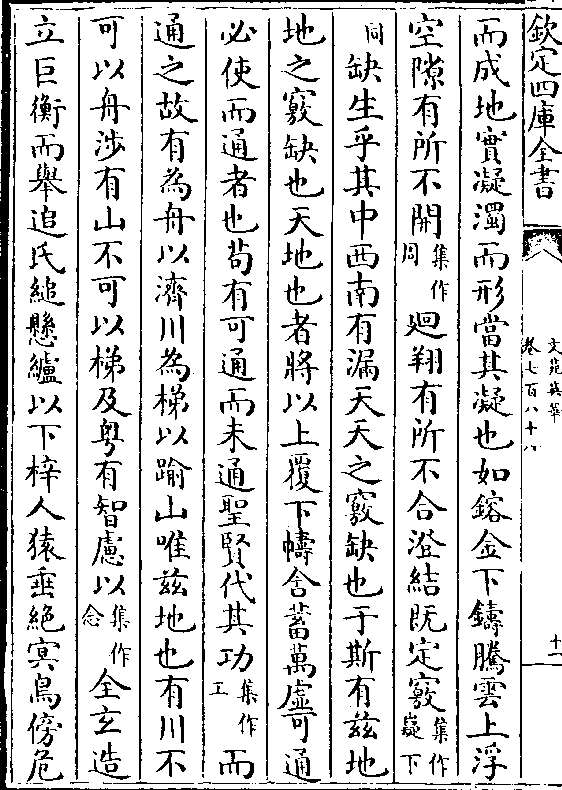 欽定四庫全書
文苑英華
卷七百八十八
十一
而成地實凝濁而形當其凝也如鎔金下鑄騰雲上浮
空隙有所不開集作周廻翔有所不合澄結既定竅集作嶷下
同缺生乎其中西南有漏天天之竅缺也于斯有兹地
地之竅缺也天地也者將以上覆下幬含蓄萬虛可通
必使而通者也苟有可通而未通聖賢代其功集作工而
通之故有為舟以濟川為梯以踰山唯兹地也有川不
可以舟涉有山不可以梯及粤有智慮以集作念全立造
立巨衡而舉追氏縋懸纑以下梓人猿垂絶冥鳥傍危